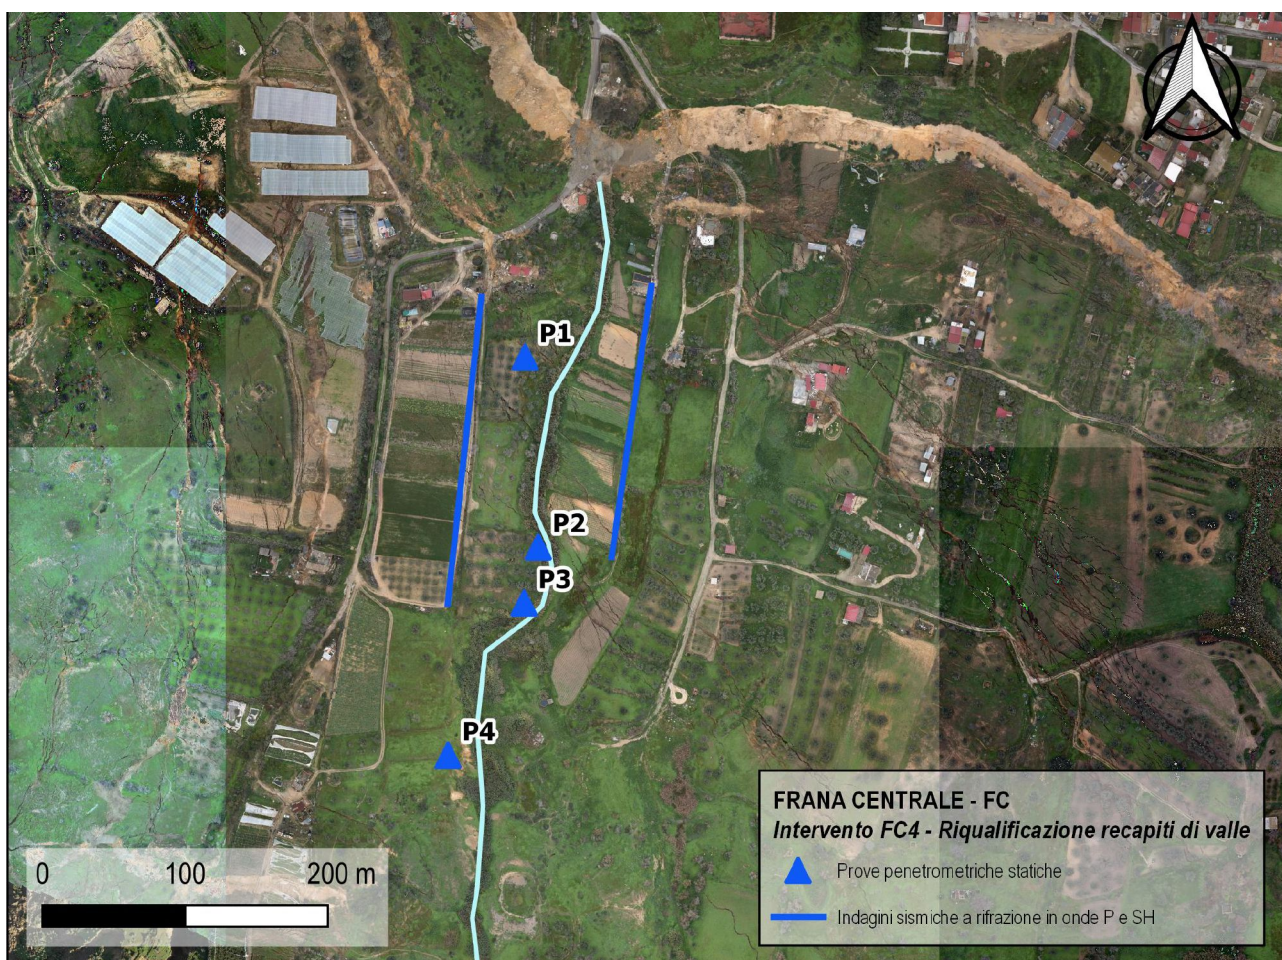 P1
P2
P3
P4
FRANA CENTRALE - FC
Intervento FC4 - Riqualificazione recapiti di valle
Prove penetrometriche statiche
Indagini sismiche a rifrazione in onde P e SH
0 100 200 m